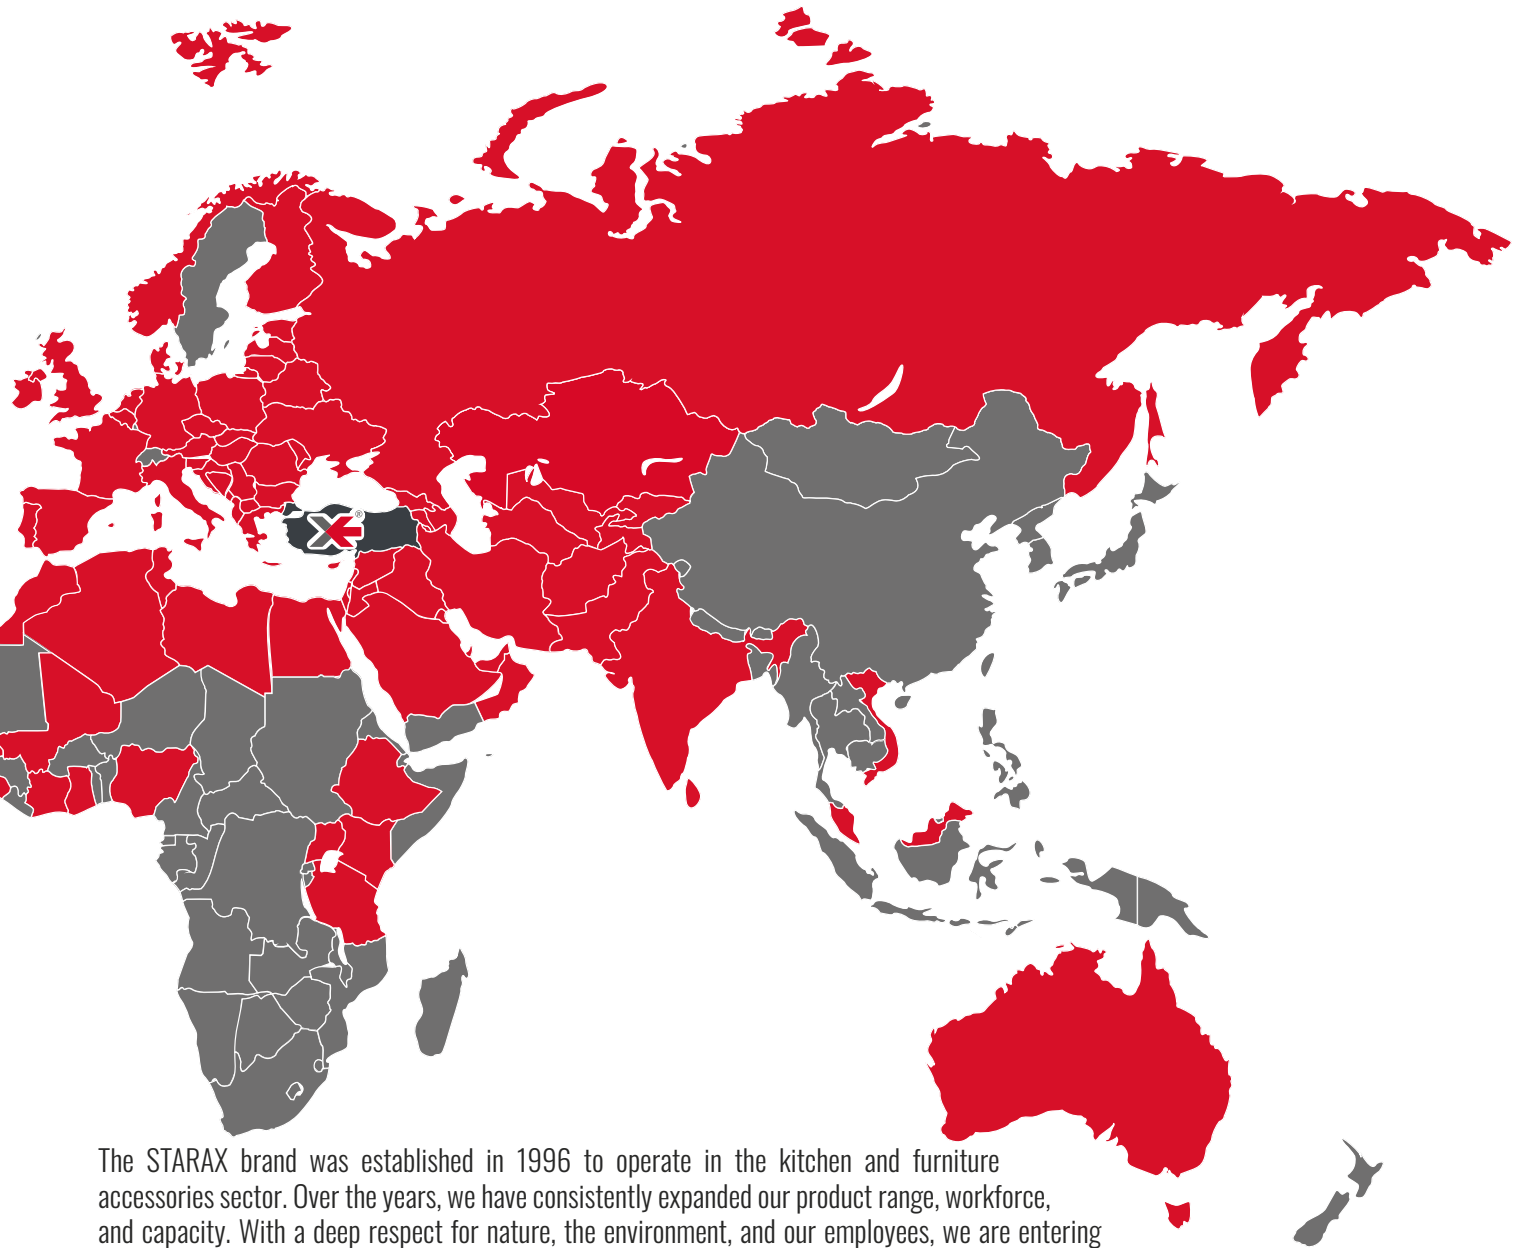 ®
The STARAX brand was established in 1996 to operate in the kitchen and furniture
accessories sector. Over the years, we have consistently expanded our product range, workforce,
and capacity. With a deep respect for nature, the environment, and our employees, we are entering